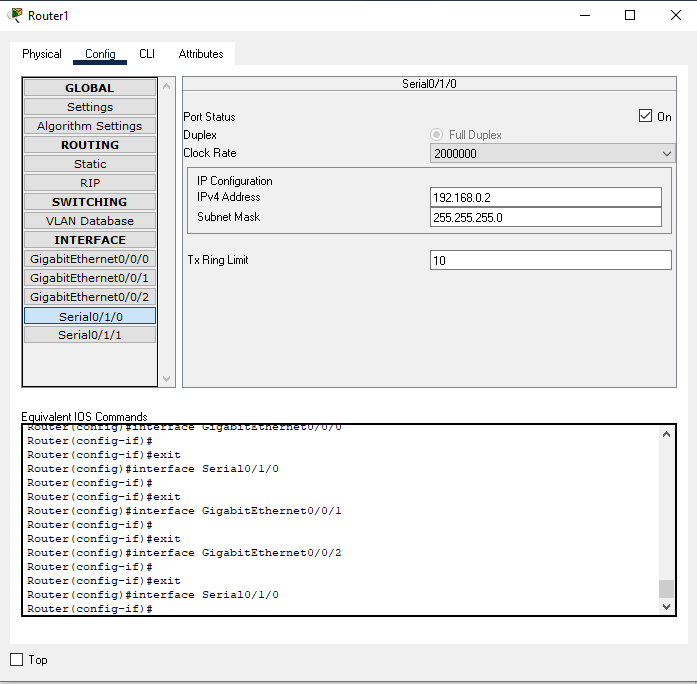 Router1
Physical Config CLI Attributes
GLOBAL
Settings
Algorithm Settings
ROUTING
Static
RIP
SWITCHING
VLAN Database
INTERFACE
GigabitEthernet0/0/0
GigabitEthernet0/0/1
GigabitEthernet0/0/2
Serial0/1/0
Serial0/1/1
Serial0/1/0
Port Status On
Duplex Full Duplex
Clock Rate 2000000
IP Configuration
IPv4 Address 192.168.0.2
Subnet Mask 255.255.255.0
Tx Ring Limit 10
Equivalent IOS Commands
Router(config)#interface GigabitEthernet0/0/0
Router(config-if)#
Router(config-if)#exit
Router(config)#interface Serial0/1/0
Router(config-if)#
Router(config-if)#exit
Router(config)#interface GigabitEthernet0/0/1
Router(config-if)#
Router(config-if)#exit
Router(config)#interface GigabitEthernet0/0/2
Router(config-if)#
Router(config-if)#exit
Router(config)#interface Serial0/1/0
Router(config-if)#
Top